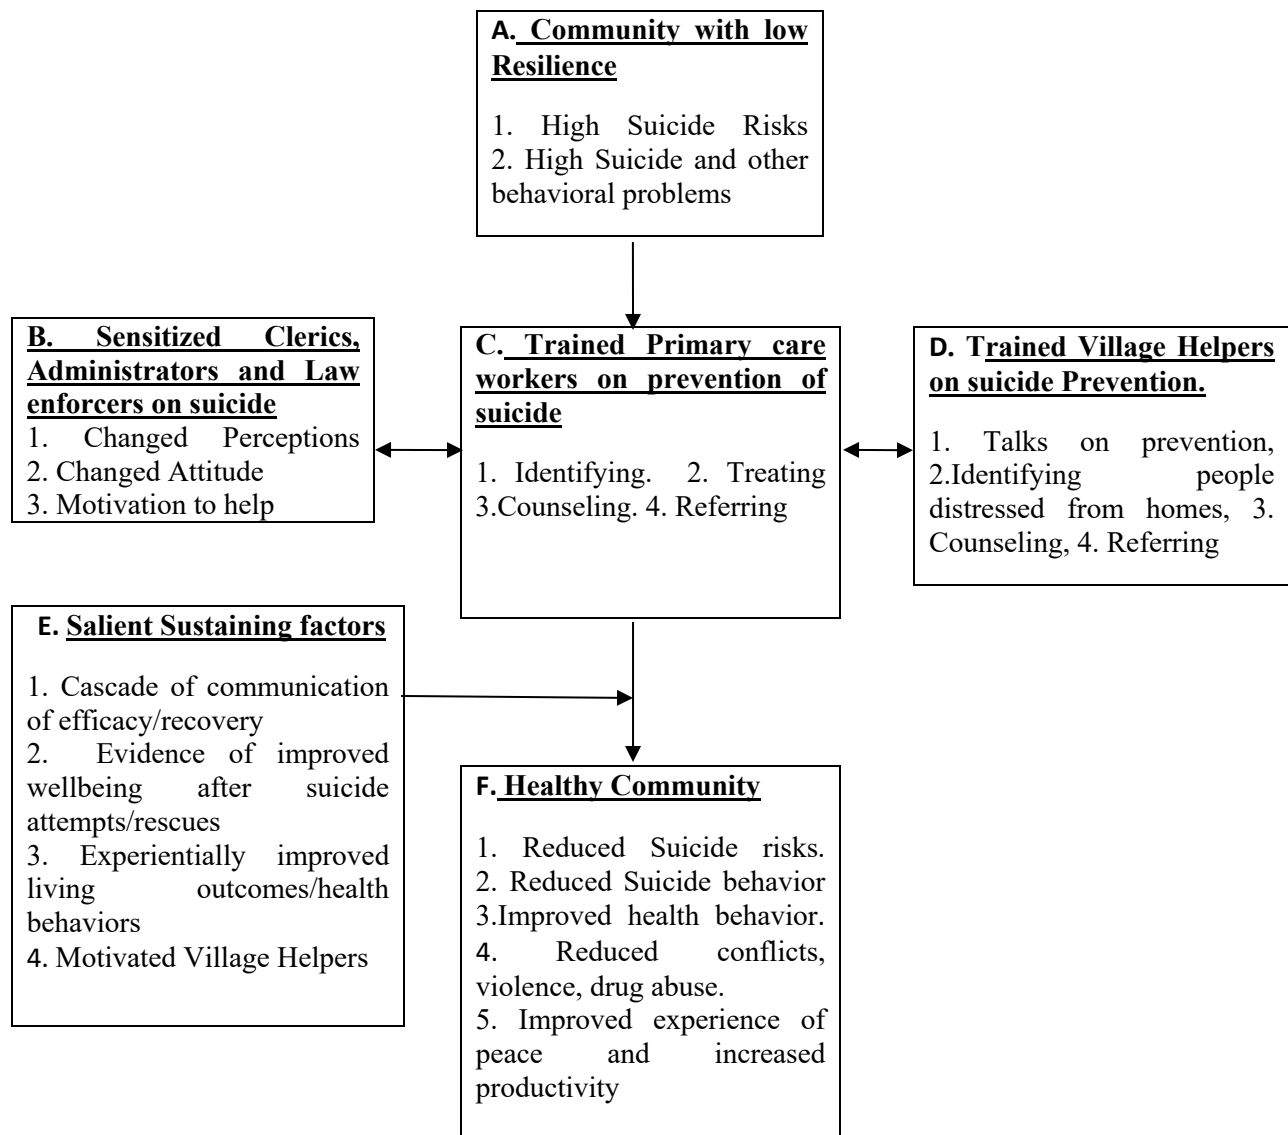 A. Community with low
Resilience
1. High Suicide Risks
2. High Suicide and other
behavioral problems
B. Sensitized Clerics,
Administrators and Law
enforcers on suicide
1. Changed Perceptions
2. Changed Attitude
3. Motivation to help
C. Trained Primary care
workers on prevention of
suicide
1. Identifying. 2. Treating
3.Counseling. 4. Referring
D. Trained Village Helpers
on suicide Prevention.
1. Talks on prevention,
2.Identifying people
distressed from homes, 3.
Counseling, 4. Referring
E. Salient Sustaining factors
1. Cascade of communication
of efficacy/recovery
2. Evidence of improved
wellbeing after suicide
attempts/rescues
3. Experientially improved
living outcomes/health
behaviors
4. Motivated Village Helpers
F. Healthy Community
1. Reduced Suicide risks.
2. Reduced Suicide behavior
3.Improved health behavior.
4. Reduced conflicts,
violence, drug abuse.
5. Improved experience of
peace and increased
productivity